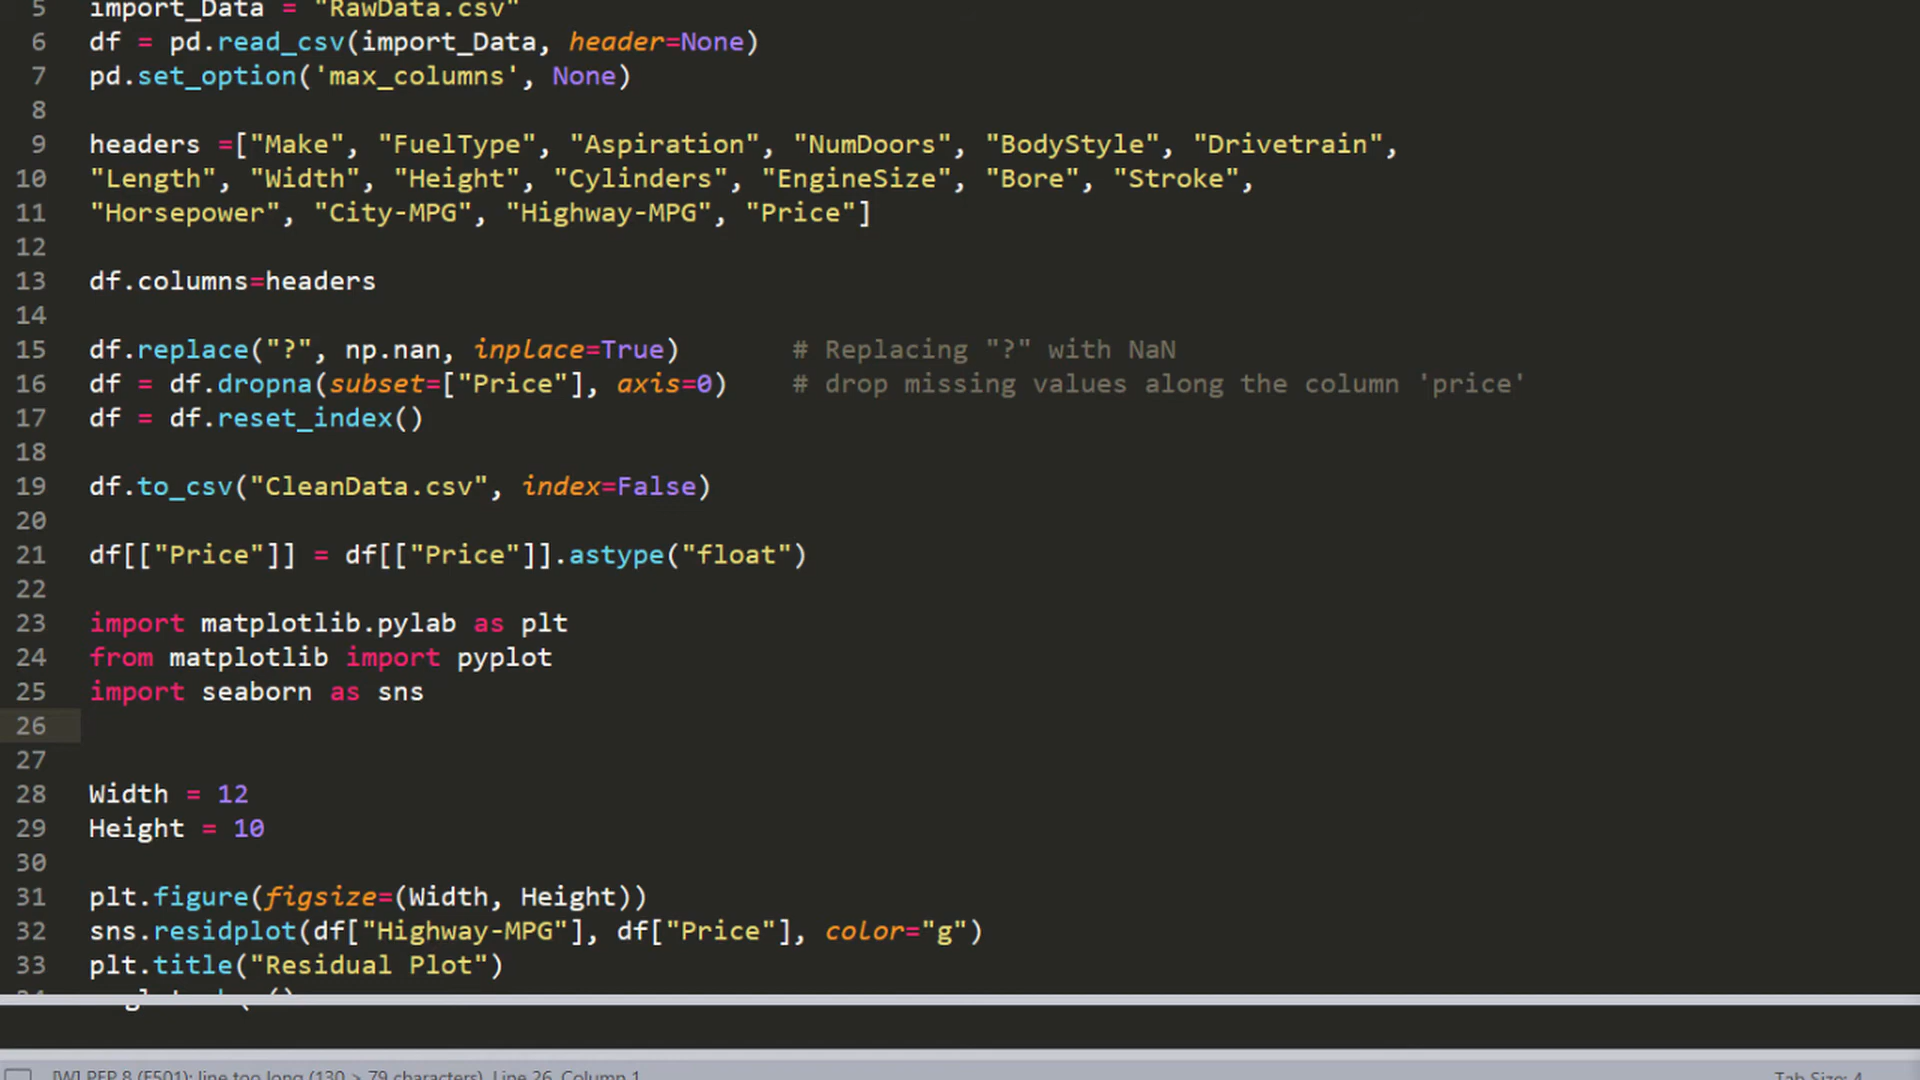 5 import_Data = "RawData.csv"
6 df = pd.read_csv(import_Data, header=None)
7 pd.set_option('max_columns', None)
8
9 headers =["Make", "FuelType", "Aspiration", "NumDoors", "BodyStyle", "Drivetrain",
10 "Length", "Width", "Height", "Cylinders", "EngineSize", "Bore", "Stroke",
11 "Horsepower", "City-MPG", "Highway-MPG", "Price"]
12
13 df.columns=headers
14
15 df.replace("?", np.nan, inplace=True) # Replacing "?" with NaN
16 df = df.dropna(subset=["Price"], axis=0) # drop missing values along the column 'price'
17 df = df.reset_index()
18
19 df.to_csv("CleanData.csv", index=False)
20
21 df[["Price"]] = df[["Price"]].astype("float")
22
23 import matplotlib.pylab as plt
24 from matplotlib import pyplot
25 import seaborn as sns
26
27
28 Width = 12
29 Height = 10
30
31 plt.figure(figsize=(Width, Height))
32 sns.residplot(df["Highway-MPG"], df["Price"], color="g")
33 plt.title("Residual Plot")
[W] PEP 8 (E501): line too long (130 > 79 characters), Line 26, Column 1 Tab Size: 4